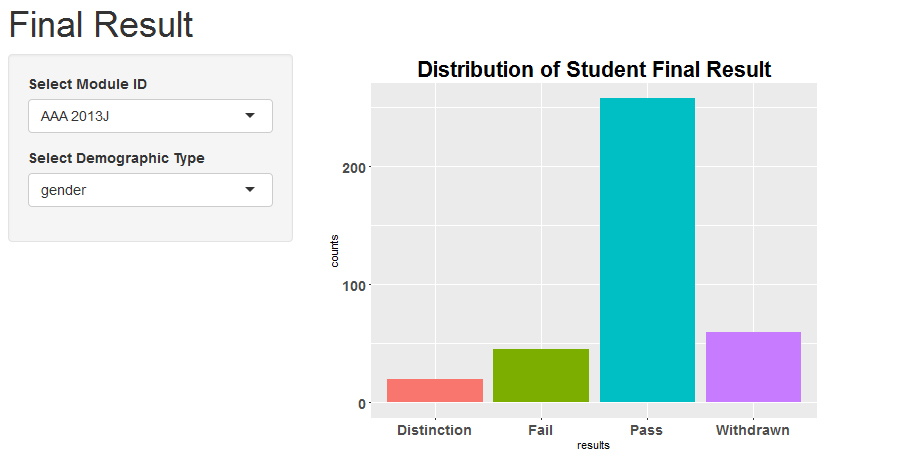 Final Result
Select Module ID
AAA 2013J
Select Demographic Type
gender
Distribution of Student Final Result
counts
200
100
0
Distinction Fail Pass Withdrawn
results